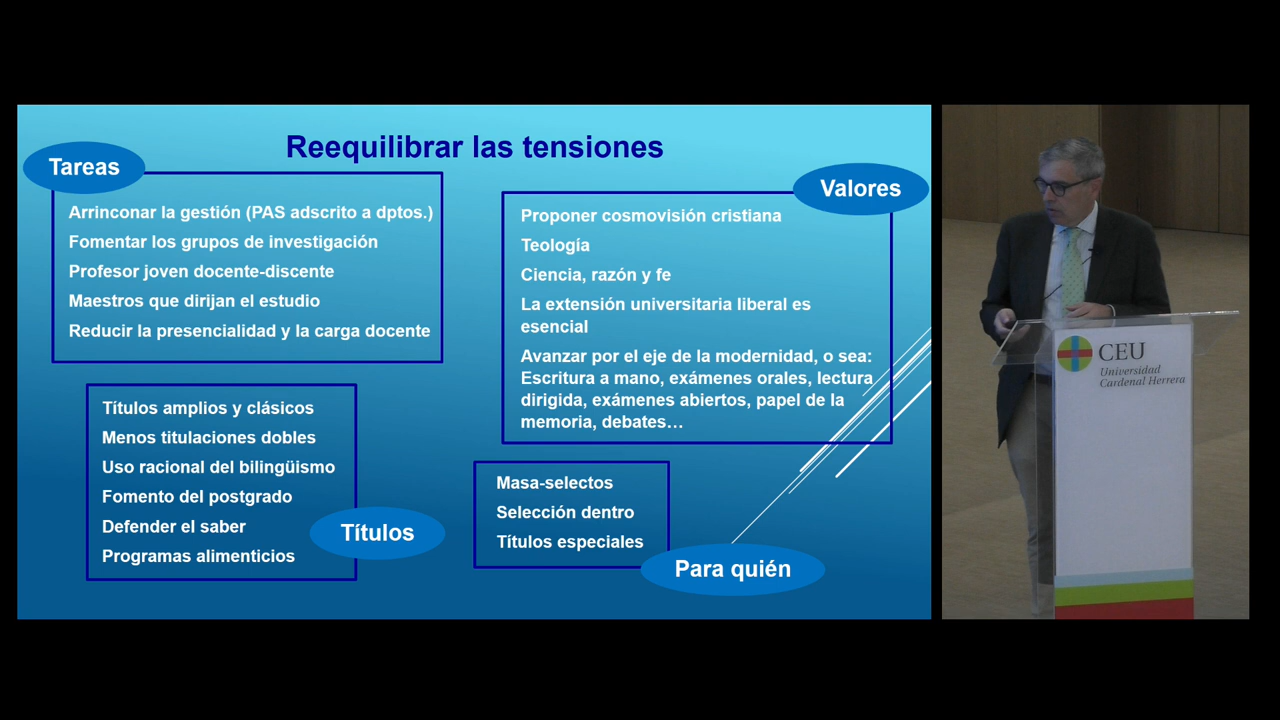 Reequilibrar las tensiones
Tareas
Arrinconar la gestión (PAS adscrito a dptos.)
Fomentar los grupos de investigación
Profesor joven docente-discente
Maestros que dirijan el estudio
Reducir la presencialidad y la carga docente
Valores
Proponer cosmovisión cristiana
Teología
Ciencia, razón y fe
La extensión universitaria liberal es
esencial
Avanzar por el eje de la modernidad, o sea:
Escritura a mano, exámenes orales, lectura
dirigida, exámenes abiertos, papel de la
memoria, debates…
Títulos amplios y clásicos
Menos titulaciones dobles
Uso racional del bilingüismo
Fomento del postgrado
Defender el saber
Programas alimenticios
Títulos
Masa-selectos
Selección dentro
Títulos especiales
Para quién
CEU
Universidad
Cardenal Herrera